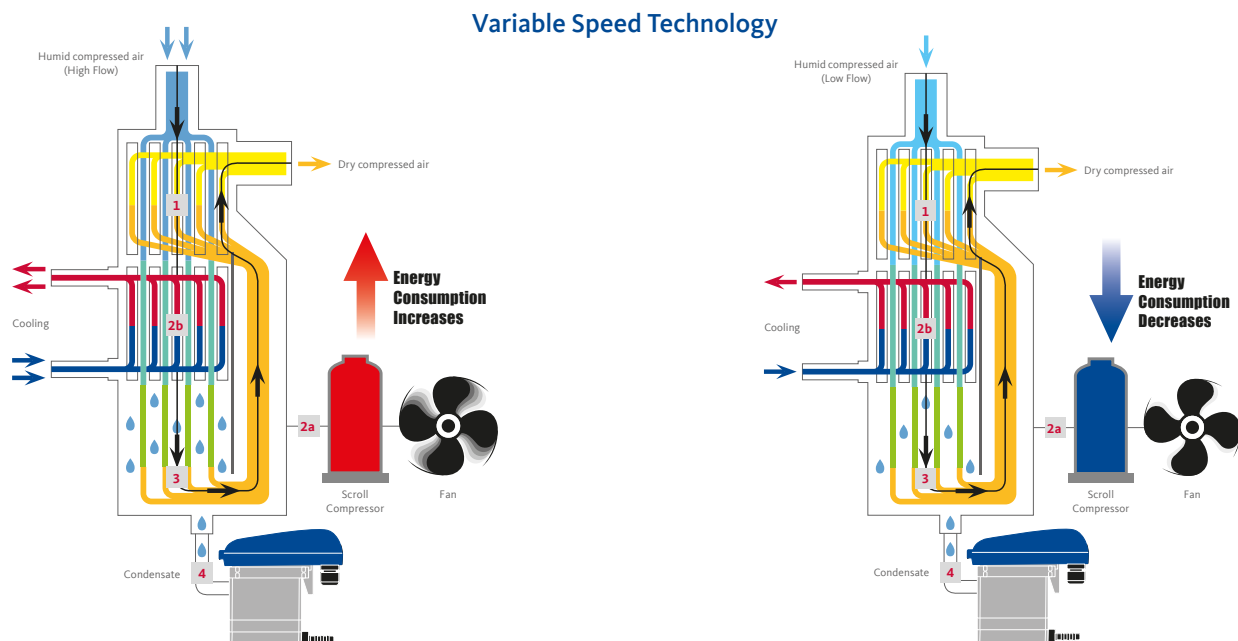 Variable Speed Technology
Humid compressed air
(High Flow)
Dry compressed air
1
Energy
Consumption
Increases
Cooling
2b
2a
3
Scroll
Compressor
Fan
Condensate
4
Humid compressed air
(Low Flow)
Dry compressed air
1
Energy
Consumption
Decreases
Cooling
2b
2a
3
Scroll
Compressor
Fan
Condensate
4